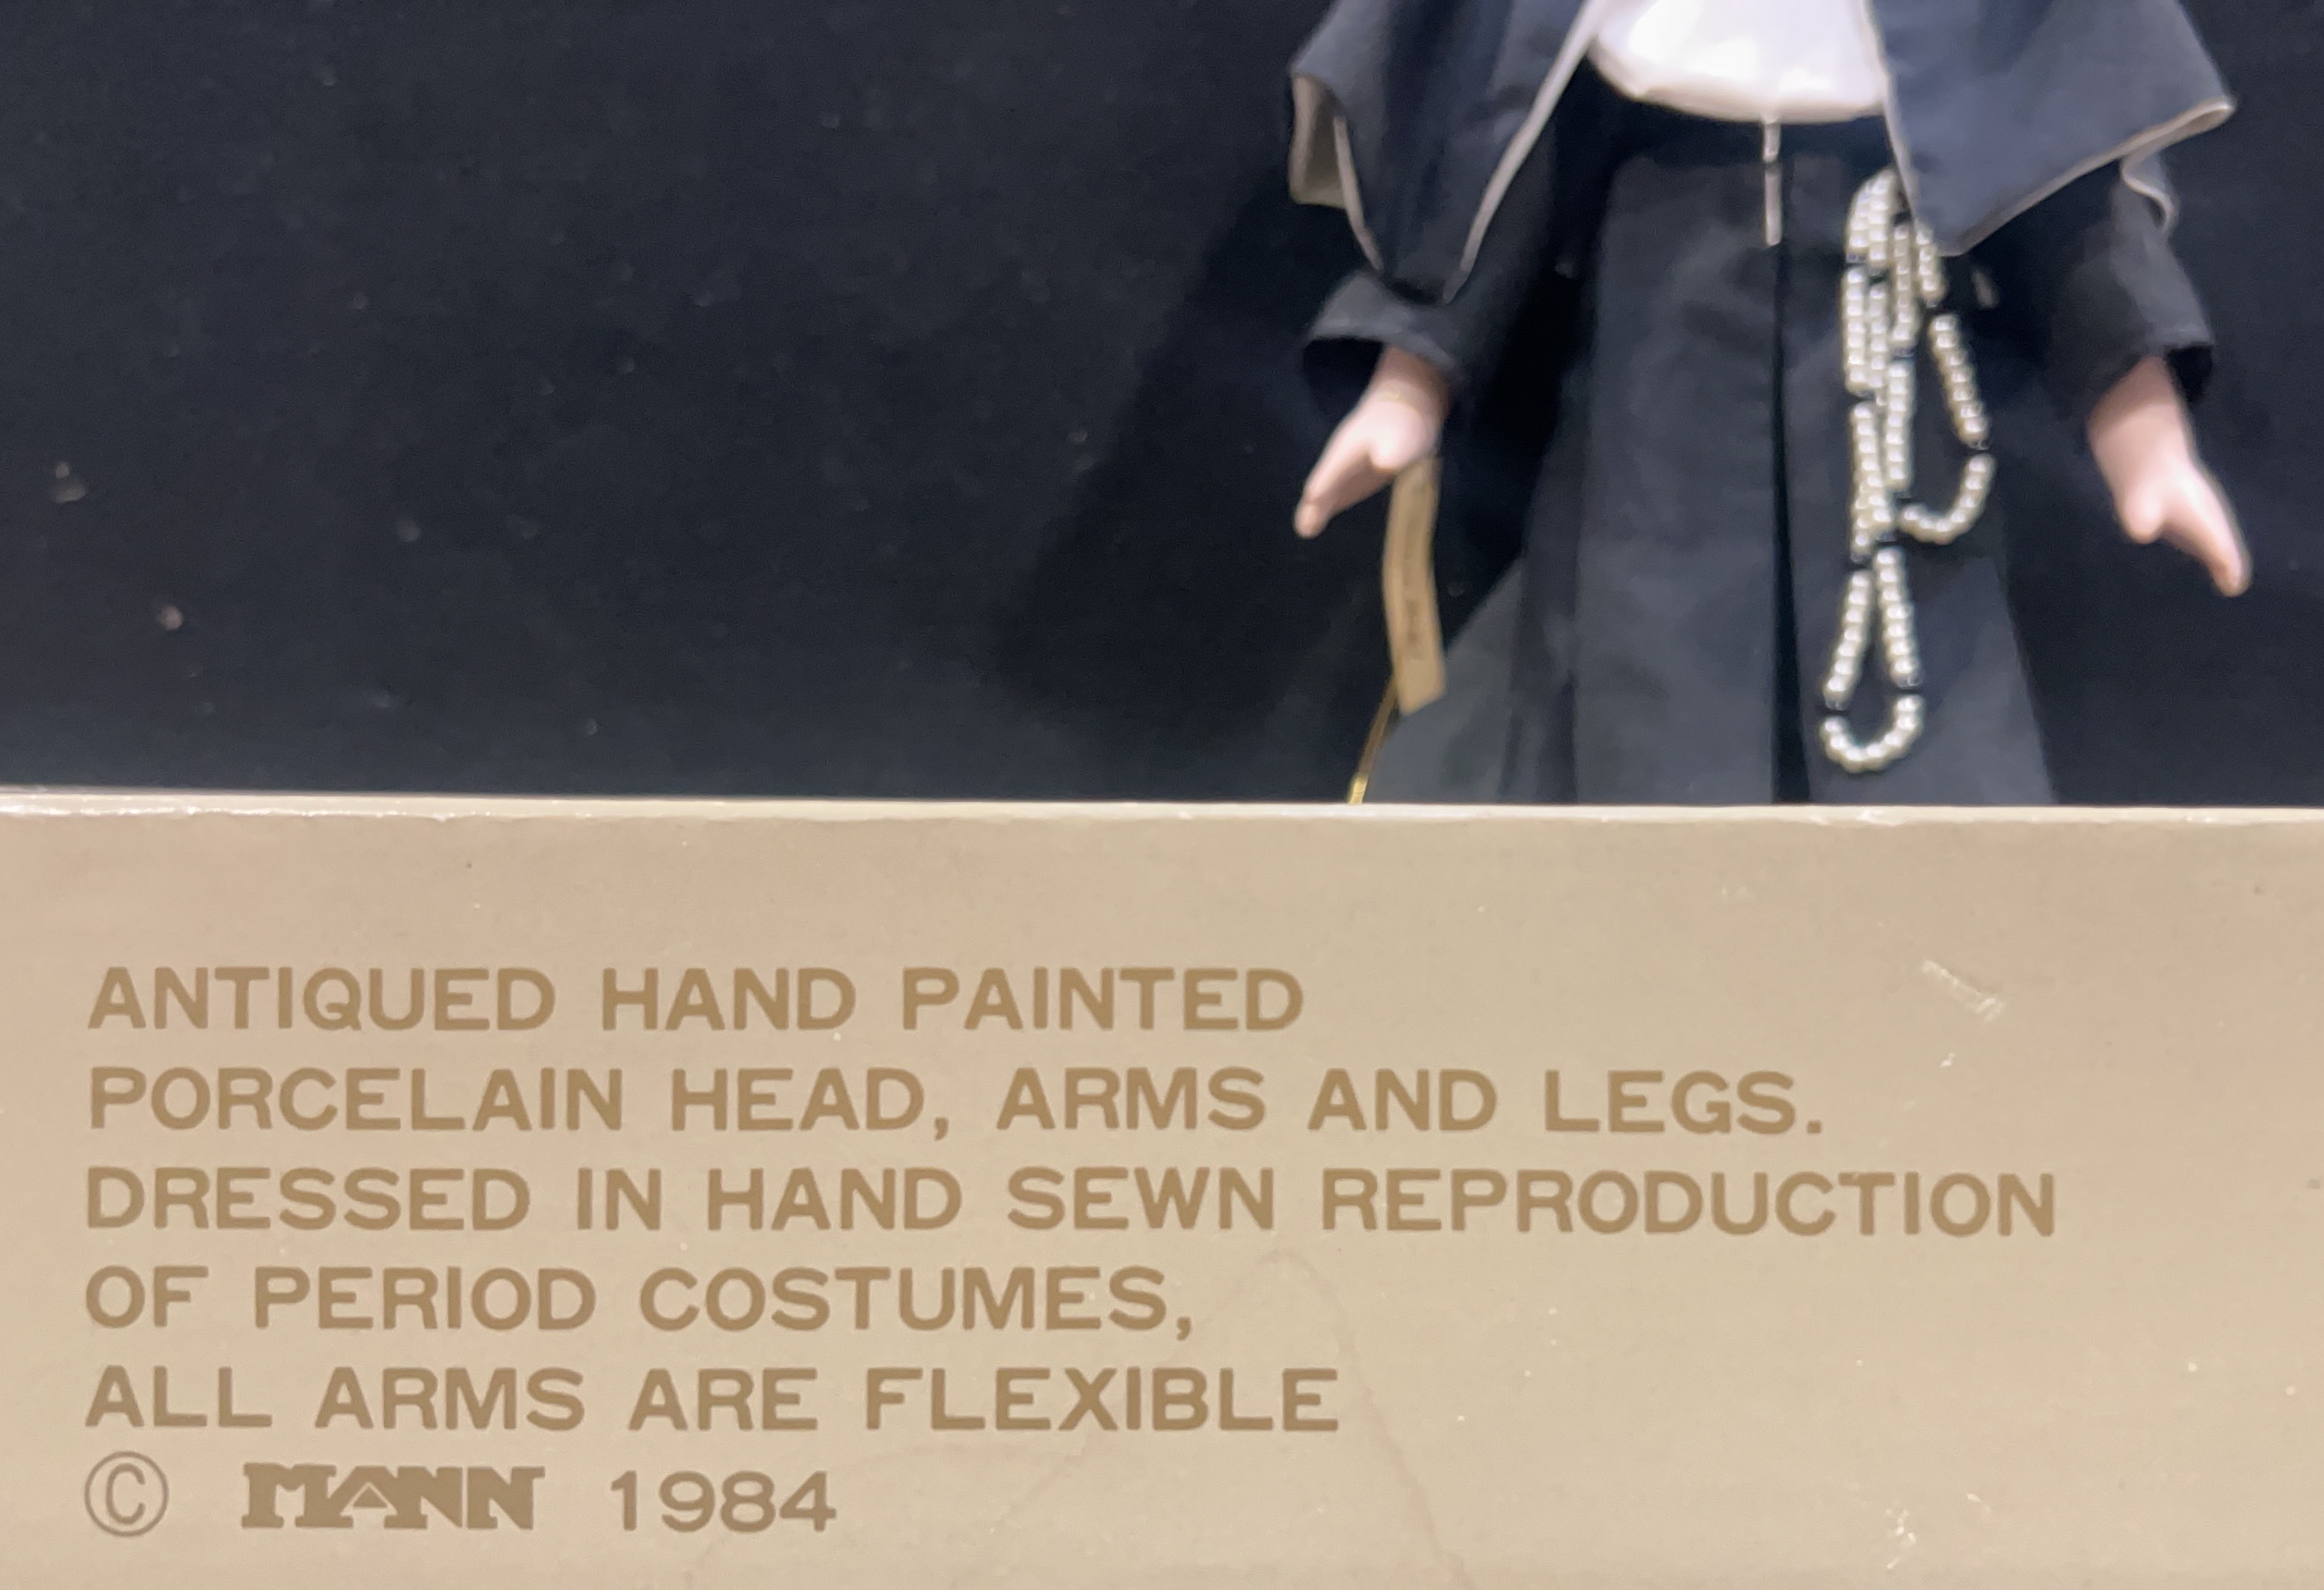 ANTIQUED HAND PAINTED
PORCELAIN HEAD, ARMS AND LEGS.
DRESSED IN HAND SEWN REPRODUCTION
OF PERIOD COSTUMES,
ALL ARMS ARE FLEXIBLE
© MANN 1984